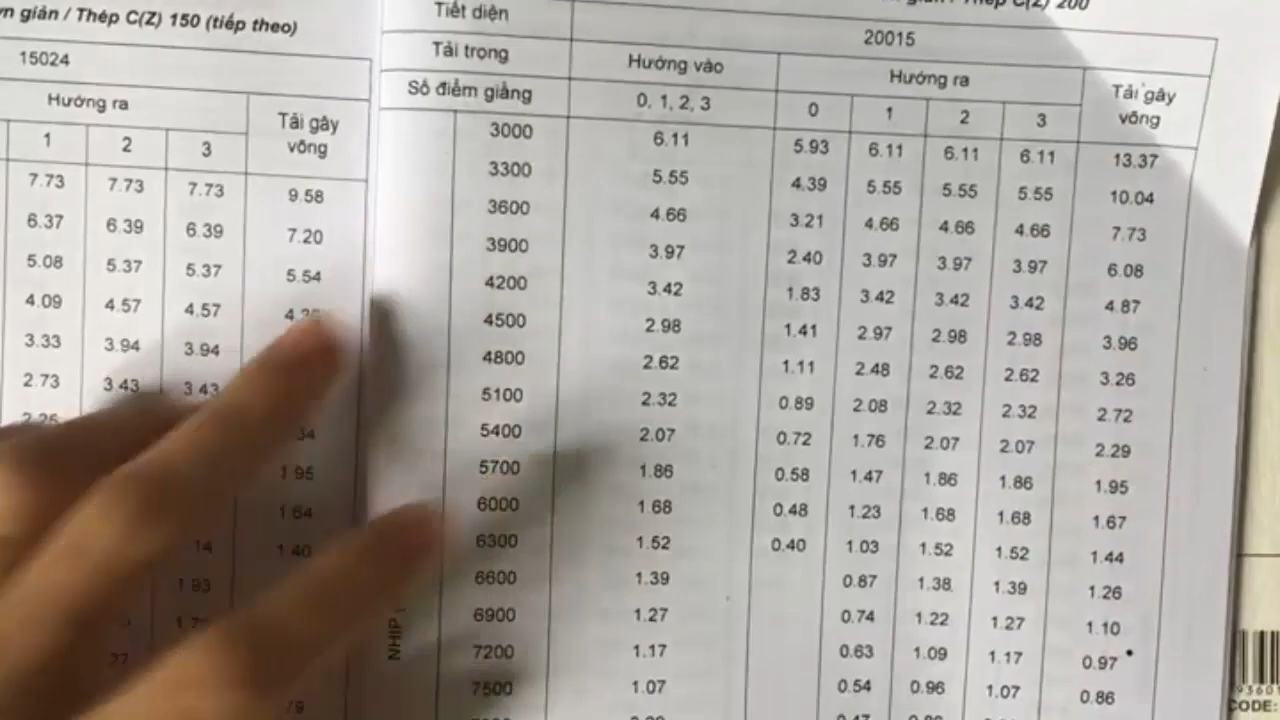 n giản / Thép C(Z) 150 (tiếp theo)
15024
Hướng ra
Tải gây võng
1 2 3
7.73 7.73 7.73 9.58
6.37 6.39 6.39 7.20
5.08 5.37 5.37 5.54
4.09 4.57 4.57
3.33 3.94 3.94
2.73 3.43 3.43
34
1.95
1.64
14 1.40
1.93
C(Z) 200
Tiết diện 20015
Tải trọng Hướng vào Hướng ra Tải gây võng
Số điểm giằng 0, 1, 2, 3 0 1 2 3
3000 6.11 5.93 6.11 6.11 6.11 13.37
3300 5.55 4.39 5.55 5.55 5.55 10.04
3600 4.66 3.21 4.66 4.66 4.66 7.73
3900 3.97 2.40 3.97 3.97 3.97 6.08
4200 3.42 1.83 3.42 3.42 3.42 4.87
4500 2.98 1.41 2.97 2.98 2.98 3.96
4800 2.62 1.11 2.48 2.62 2.62 3.26
5100 2.32 0.89 2.08 2.32 2.32 2.72
5400 2.07 0.72 1.76 2.07 2.07 2.29
5700 1.86 0.58 1.47 1.86 1.86 1.95
6000 1.68 0.48 1.23 1.68 1.68 1.67
6300 1.52 0.40 1.03 1.52 1.52 1.44
6600 1.39 0.87 1.38 1.39 1.26
6900 1.27 0.74 1.22 1.27 1.10
7200 1.17 0.63 1.09 1.17 0.97
7500 1.07 0.54 0.96 1.07 0.86
NHỊP
CODE: